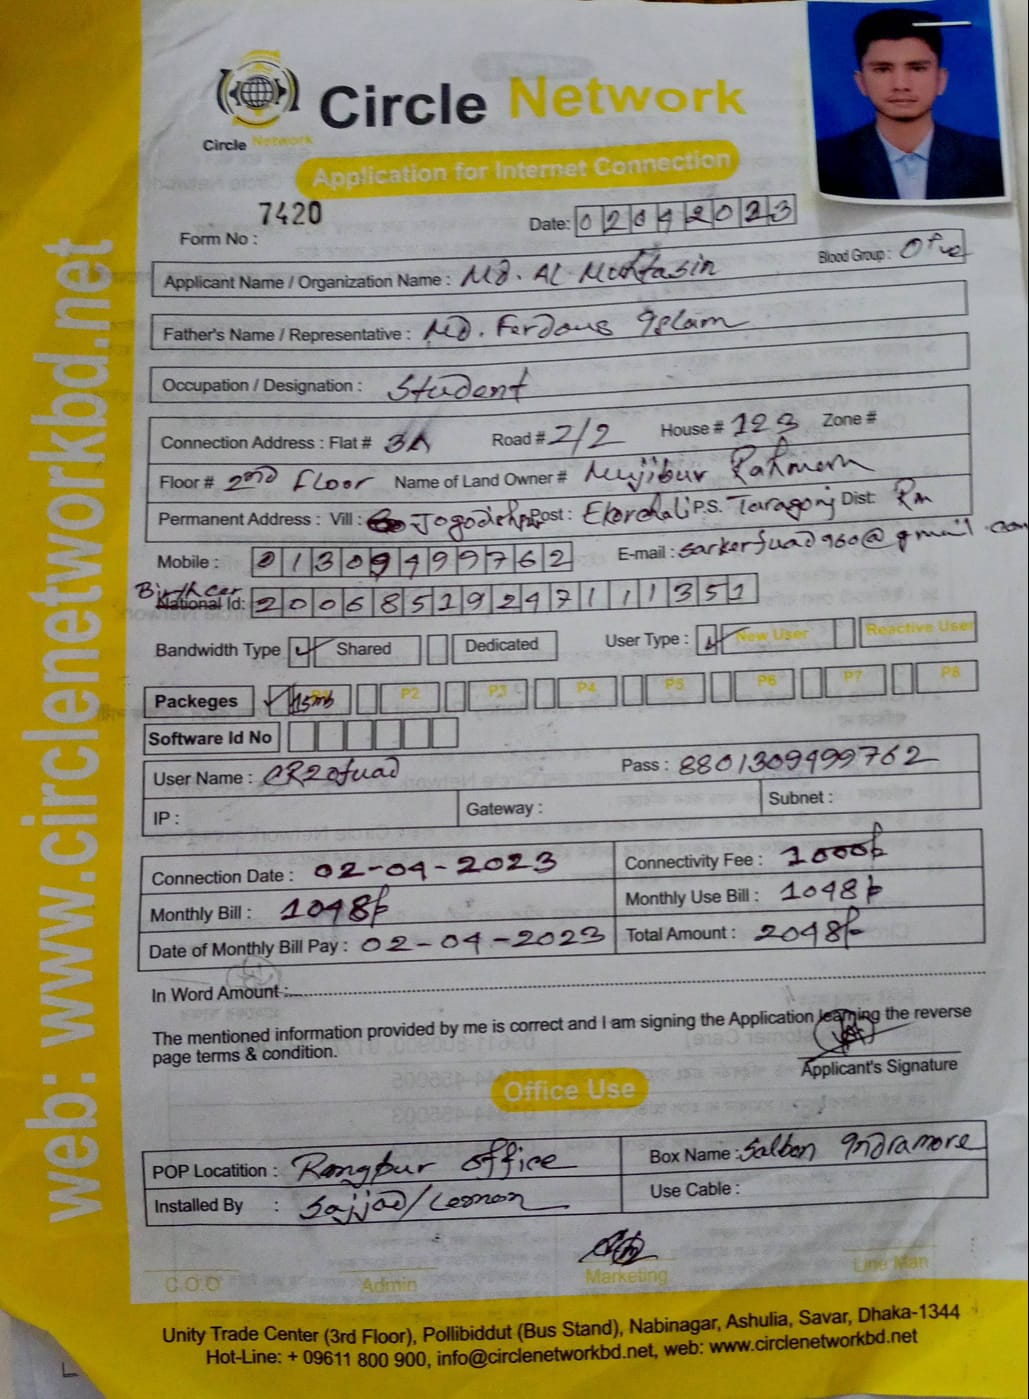 Circle Network
Circle Network
Application for Internet Connection
7420
Form No :
Date: 02042023
Applicant Name / Organization Name : MD. AL Muhtasin Blood Group : O+ve
Father's Name / Representative : MD. Ferdous Islam
Occupation / Designation : Student
Connection Address : Flat # 3A Road # 2/2 House # 123 Zone #
Floor # 2nd Floor Name of Land Owner # Mujibur Rahman
Permanent Address : Vill : Post : Ekorchali P.S. Taragonj Dist:
Mobile : 01309499762 E-mail : sarkerfuad960@gmail.com
Birth cer
National Id: 20068519247111351
Bandwidth Type Shared Dedicated User Type : New User Reactive User
Packeges 15mb P2 P3 P4 P5 P6 P7 P8
Software Id No
User Name : CR20fuad Pass : 8801309499762
IP : Gateway : Subnet :
Connection Date : 02-04-2023 Connectivity Fee : 1000৳
Monthly Bill : 1048৳ Monthly Use Bill : 1048৳
Date of Monthly Bill Pay : 02-04-2023 Total Amount : 2048৳
In Word Amount :
The mentioned information provided by me is correct and I am signing the Application learning the reverse
page terms & condition.
Applicant's Signature
Office Use
POP Locatition : Rangpur office Box Name : Salbon Indramore
Installed By : Sajjad/Lemon Use Cable :
C.O.O Admin Marketing Line Man
Unity Trade Center (3rd Floor), Pollibiddut (Bus Stand), Nabinagar, Ashulia, Savar, Dhaka-1344
Hot-Line: + 09611 800 900, info@circlenetworkbd.net, web: www.circlenetworkbd.net
web: www.circlenetworkbd.net